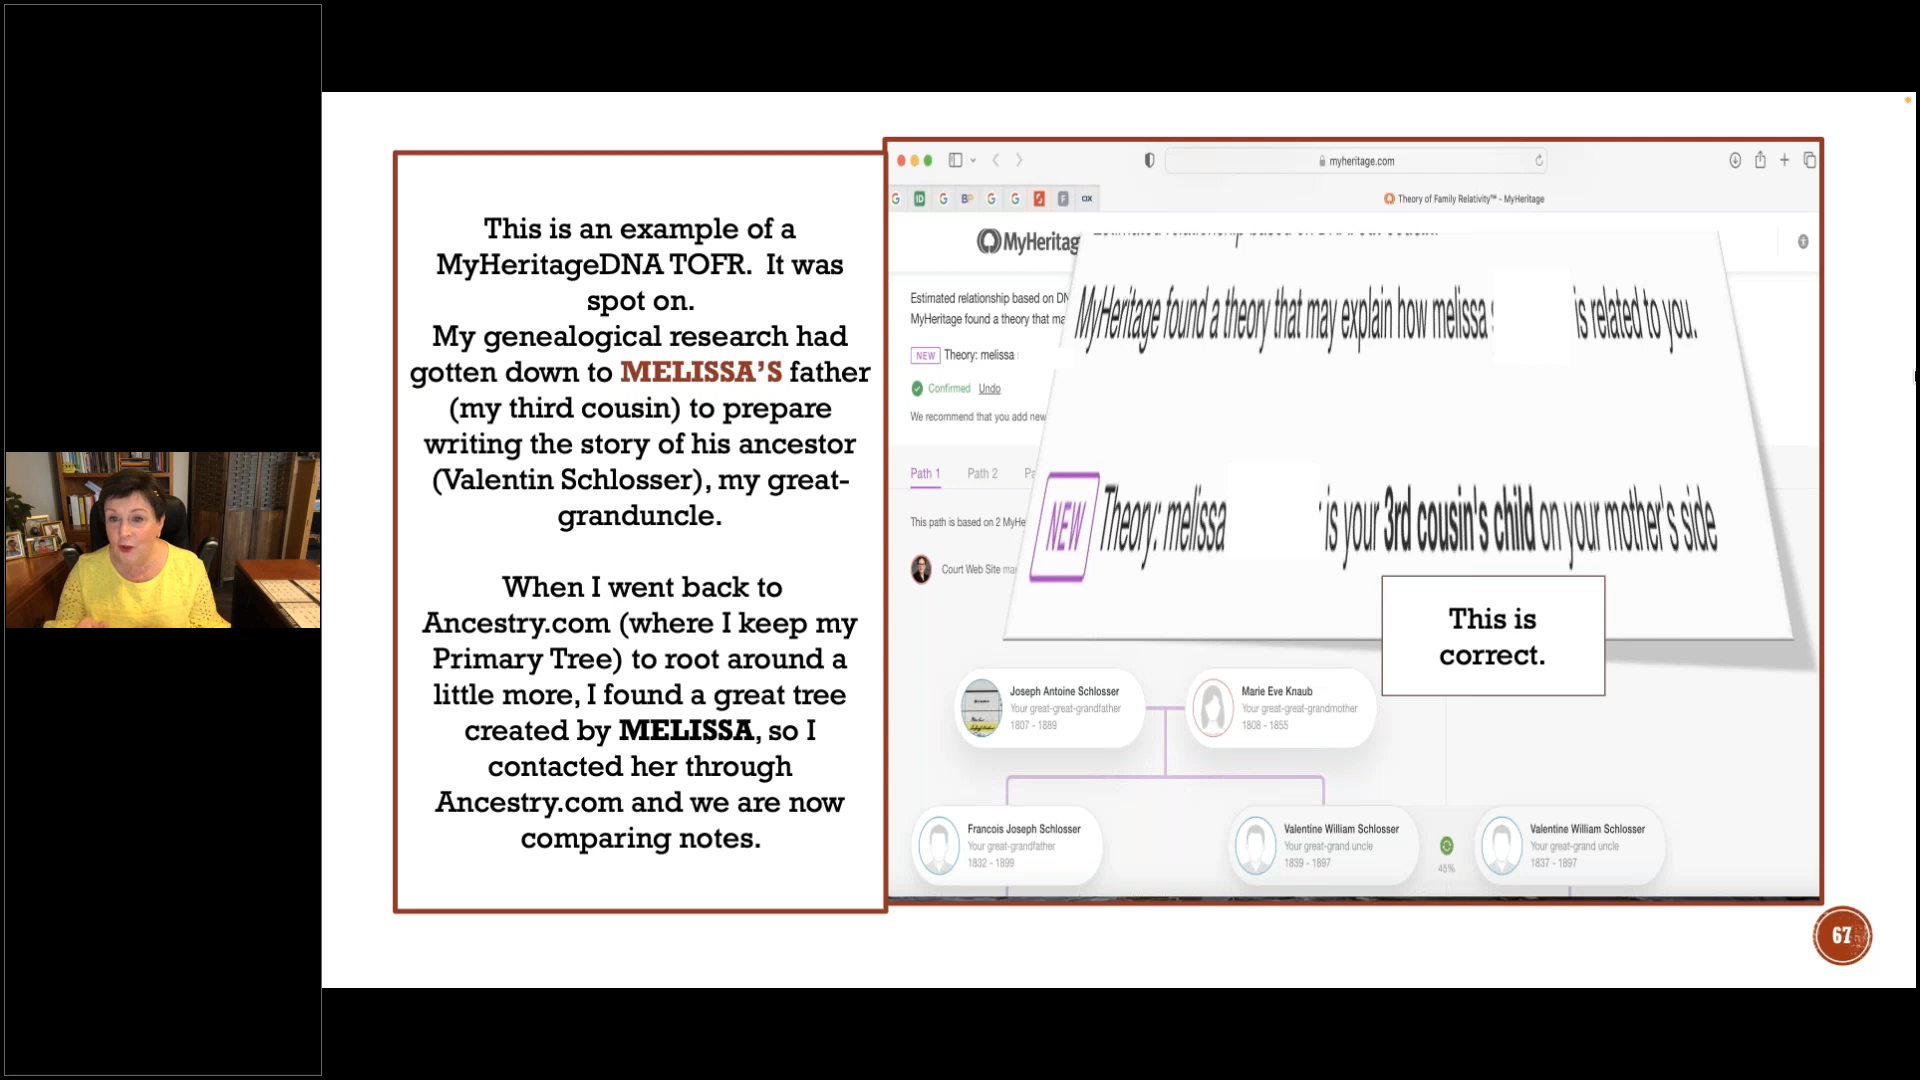 This is an example of a
MyHeritageDNA TOFR. It was
spot on.
My genealogical research had
gotten down to MELISSA'S father
(my third cousin) to prepare
writing the story of his ancestor
(Valentin Schlosser), my great-
granduncle.
When I went back to
Ancestry.com (where I keep my
Primary Tree) to root around a
little more, I found a great tree
created by MELISSA, so I
contacted her through
Ancestry.com and we are now
comparing notes.
myheritage.com
Theory of Family Relativity™ - MyHeritage
MyHeritag
Estimated relationship based on DN
MyHeritage found a theory that ma
NEW Theory: melissa
Confirmed Undo
We recommend that you add new
Path 1 Path 2 Pa
This path is based on 2 MyHe
Court Web Site
MyHeritage found a theory that may explain how melissa is related to you.
NEW Theory: melissa is your 3rd cousin's child on your mother's side
This is
correct.
Joseph Antoine Schlosser
Your great-great-grandfather
1807 - 1889
Marie Eve Knaub
Your great-great-grandmother
1808 - 1855
Francois Joseph Schlosser
Your great-grandfather
1832 - 1899
Valentine William Schlosser
Your great-grand uncle
1839 - 1897
45%
Valentine William Schlosser
Your great-grand uncle
1837 - 1897
67